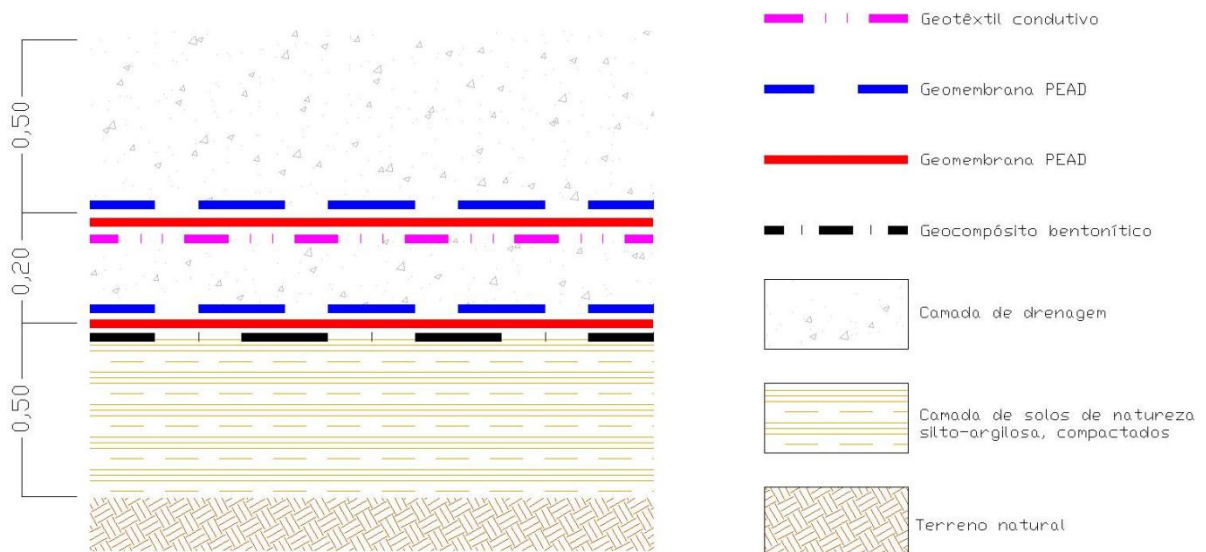 0,50
0,20
0,50
Geotêxtil condutivo
Geomembrana PEAD
Geomembrana PEAD
Geocompósito bentonítico
Camada de drenagem
Camada de solos de natureza
silto-argilosa, compactados
Terreno natural